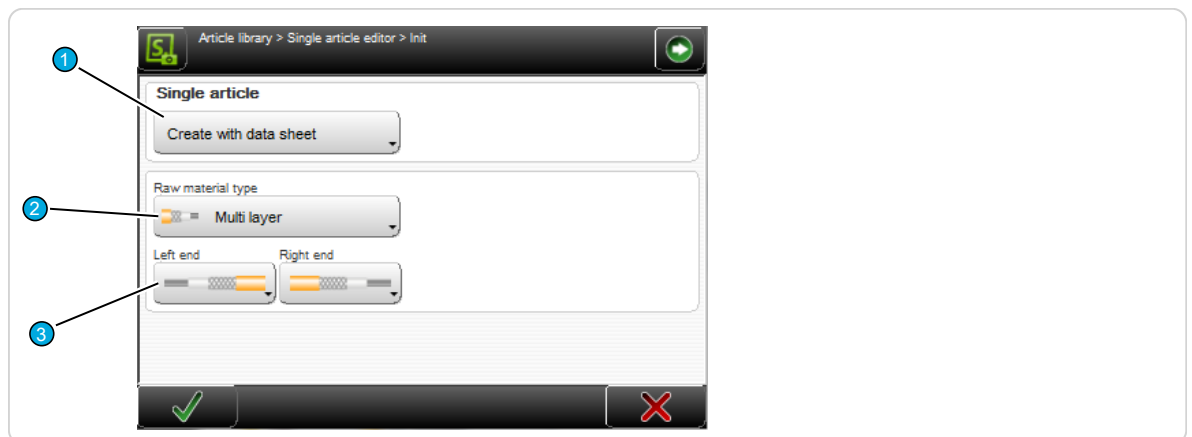 Article library > Single article editor > Init
1
Single article
Create with data sheet
Raw material type
2
Multi layer
Left end Right end
3